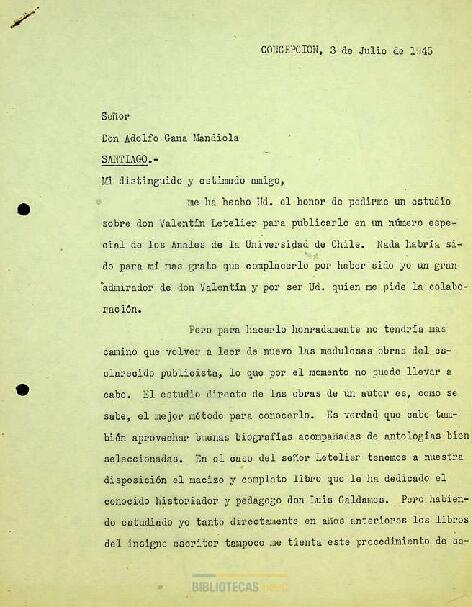 CONCEPCION, 3 de Julio de 1945
Señor
Don Adolfo Gana Mandiola
SANTIAGO.-
Mi distinguido y estimado amigo,
me ha hecho Ud. el honor de pedirme un estudio
sobre don Valentín Letelier para publicarlo en un número espe-
cial de los Anales de la Universidad de Chile. Nada habría si-
do para mí mas grato que complacerlo por haber sido yo un gran
admirador de don Valentín y por ser Ud. quien me pide la colabo-
ración.
Pero para hacerlo honradamente no tendría mas
camino que volver a leer de nuevo las medulosas obras del es-
clarecido publicista, lo que por el momento no puedo llevar a
cabo. El estudio directo de las obras de un autor es, como se
sabe, el mejor método para conocerlo. Es verdad que cabe tam-
bién aprovechar buenas biografías acompañadas de antologías bien
seleccionadas. En el caso del señor Letelier tenemos a nuestra
disposición el macizo y completo libro que le ha dedicado el
conocido historiador y pedagogo don Luis Galdames. Pero habien-
do estudiado yo tanto directamente en años anteriores los libros
del insigne escritor tampoco me tienta este procedimiento de se-
BIBLIOTECAS